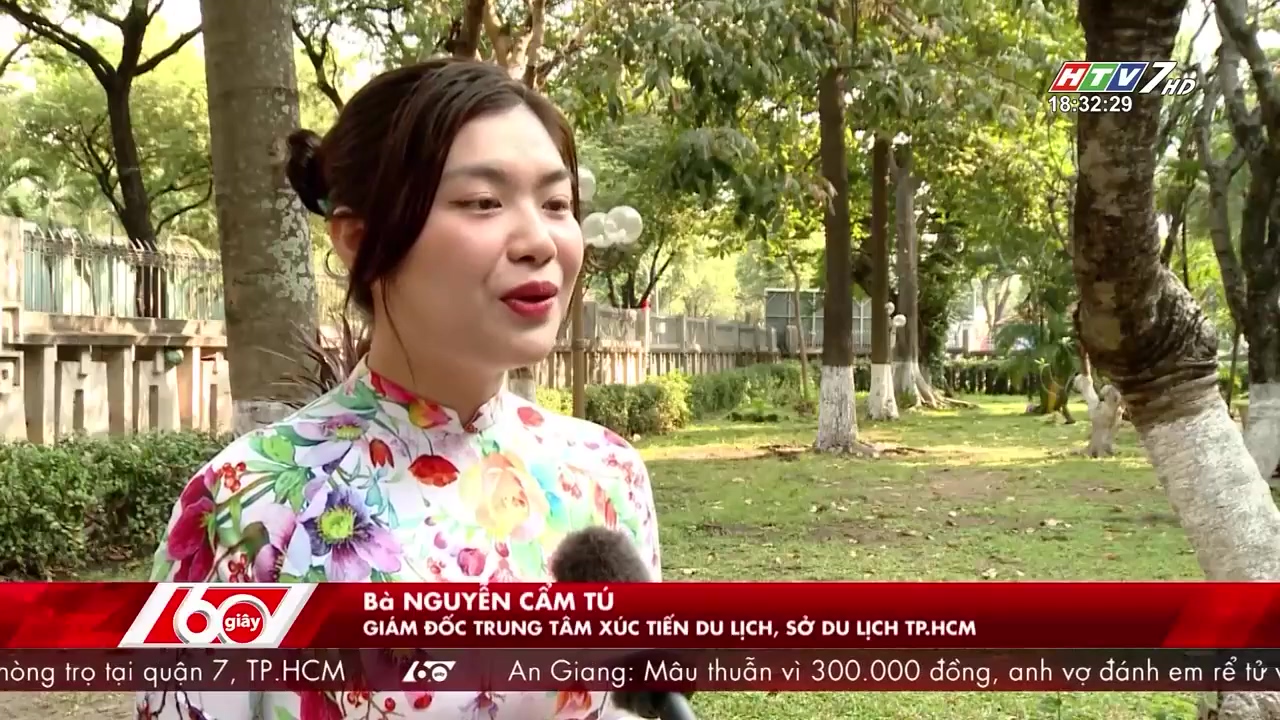 HTV7 HD
18:32:29
60 giây
Bà NGUYỄN CẨM TÚ
GIÁM ĐỐC TRUNG TÂM XÚC TIẾN DU LỊCH, SỞ DU LỊCH TP.HCM
trọ tại quận 7, TP.HCM 60 giây An Giang: Mâu thuẫn vì 300.000 đồng, anh vợ đánh em rể tử